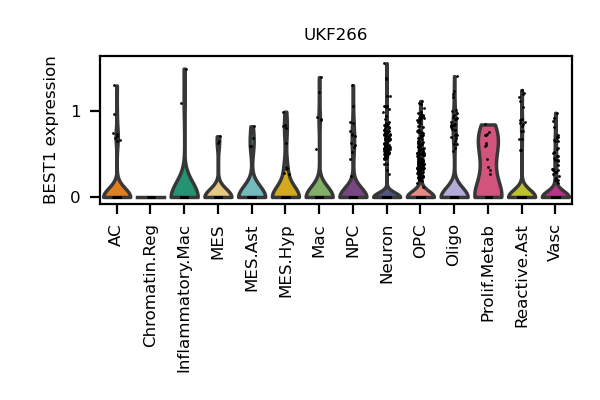 UKF266
BEST1 expression
1
0
AC
Chromatin.Reg
Inflammatory.Mac
MES
MES.Ast
MES.Hyp
Mac
NPC
Neuron
OPC
Oligo
Prolif.Metab
Reactive.Ast
Vasc